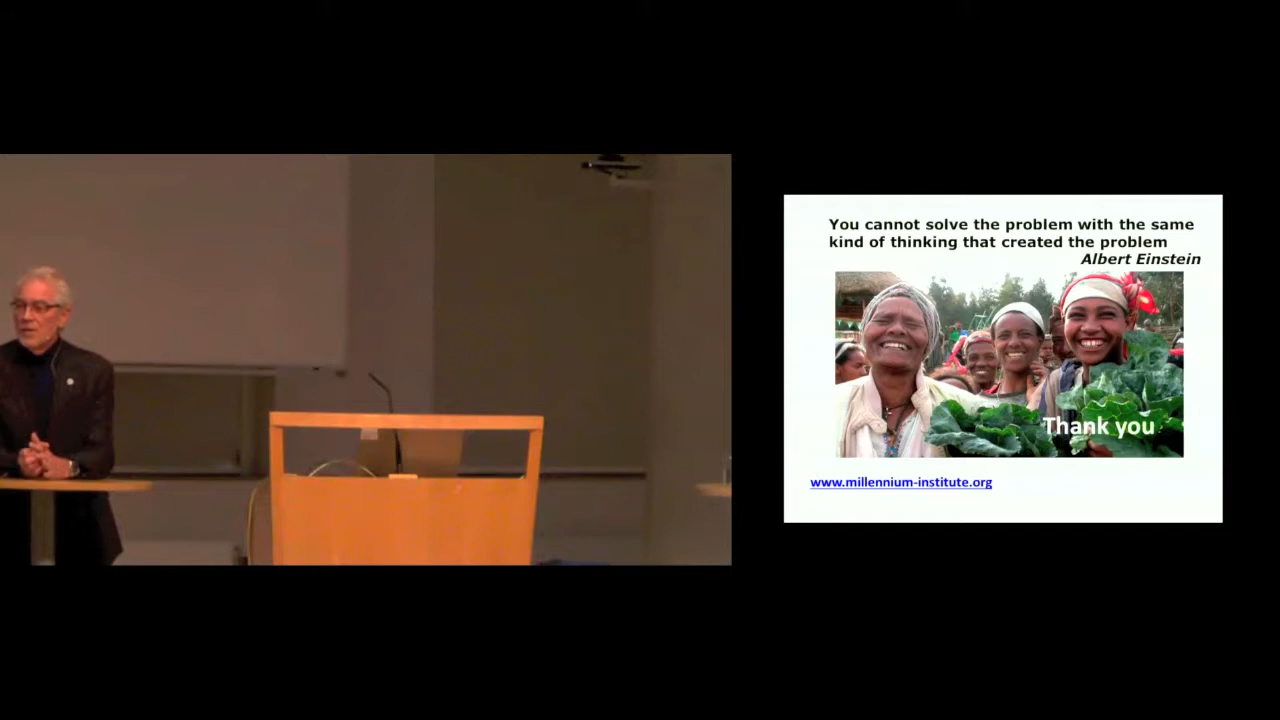 You cannot solve the problem with the same
kind of thinking that created the problem
Albert Einstein
Thank you
www.millennium-institute.org